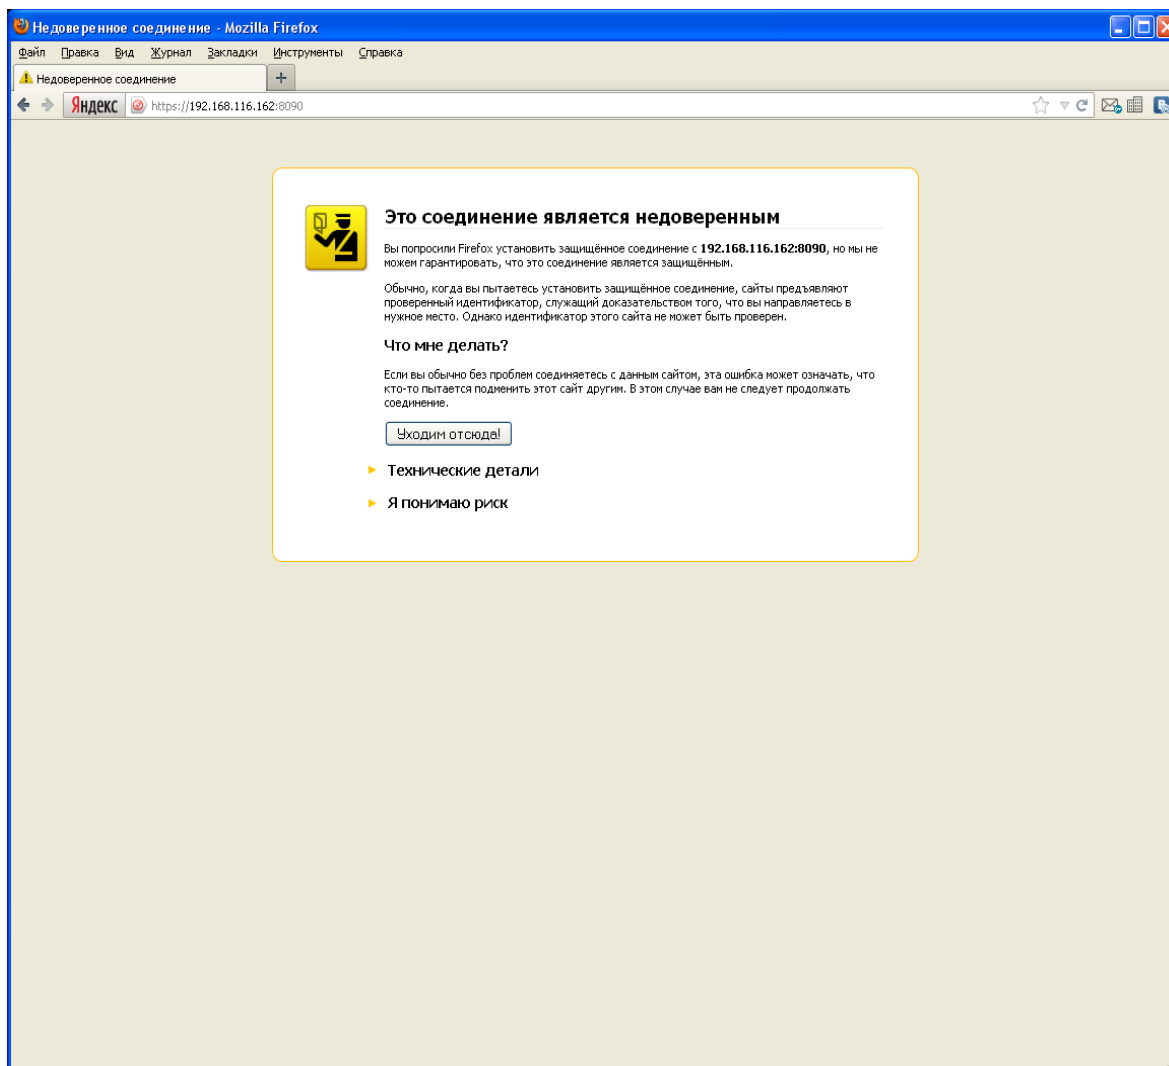 Недоверенное соединение - Mozilla Firefox
Файл Правка Вид Журнал Закладки Инструменты Справка
Недоверенное соединение
Яндекс https://192.168.116.162:8090
Это соединение является недоверенным
Вы попросили Firefox установить защищённое соединение с 192.168.116.162:8090, но мы не
можем гарантировать, что это соединение является защищённым.
Обычно, когда вы пытаетесь установить защищённое соединение, сайты предъявляют
проверенный идентификатор, служащий доказательством того, что вы направляетесь в
нужное место. Однако идентификатор этого сайта не может быть проверен.
Что мне делать?
Если вы обычно без проблем соединяетесь с данным сайтом, эта ошибка может означать, что
кто-то пытается подменить этот сайт другим. В этом случае вам не следует продолжать
соединение.
Уходим отсюда!
Технические детали
Я понимаю риск